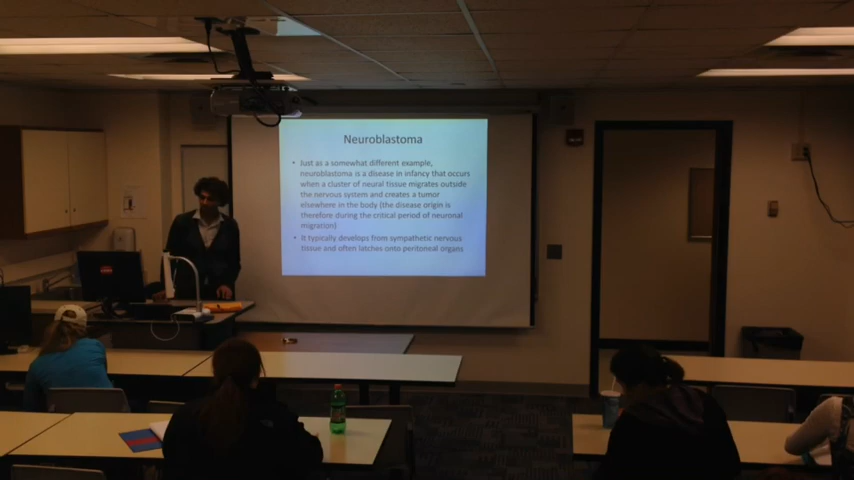 Neuroblastoma
• Just as a somewhat different example,
neuroblastoma is a disease in infancy that occurs
when a cluster of neural tissue migrates outside
the nervous system and creates a tumor
elsewhere in the body (the disease origin is
therefore during the critical period of neuronal
migration)
• It typically develops from sympathetic nervous
tissue and often latches onto peritoneal organs